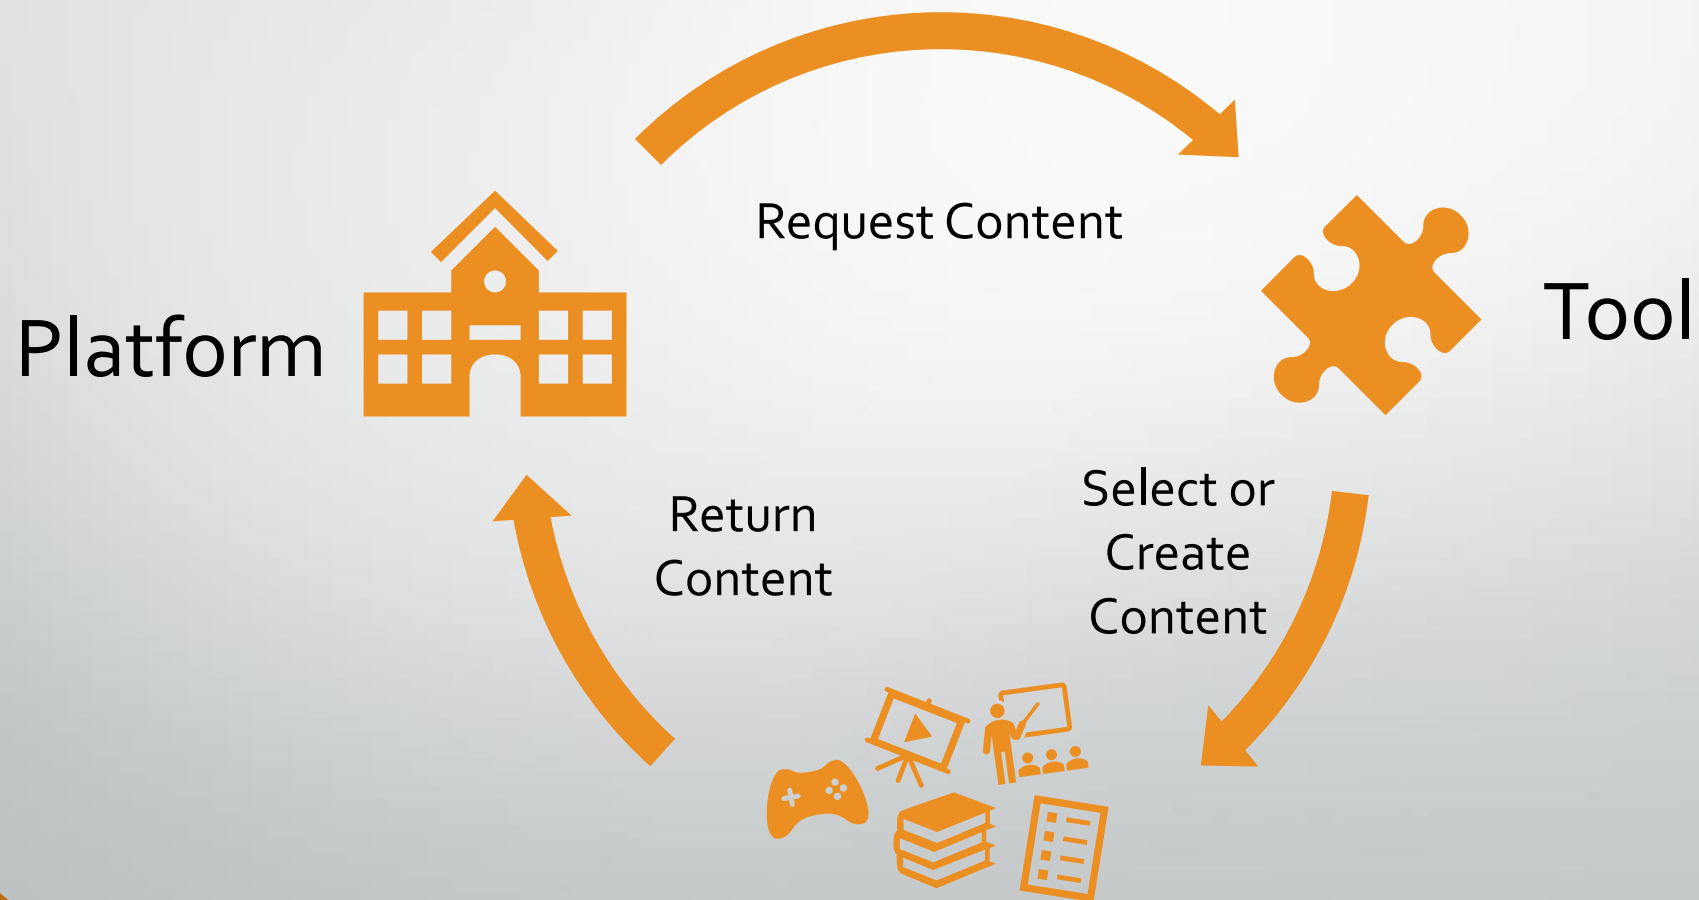 Request Content
Platform
Tool
Return
Content
Select or
Create
Content